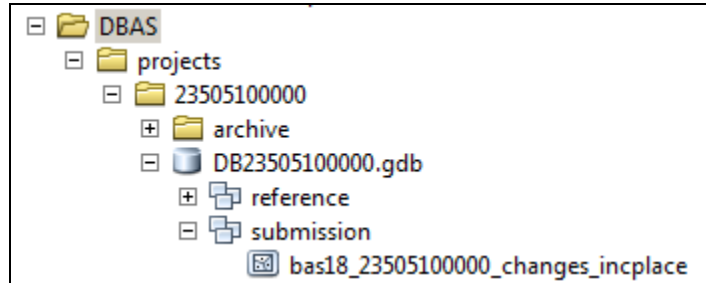 DBAS
projects
23505100000
archive
DB23505100000.gdb
reference
submission
bas18_23505100000_changes_incplace